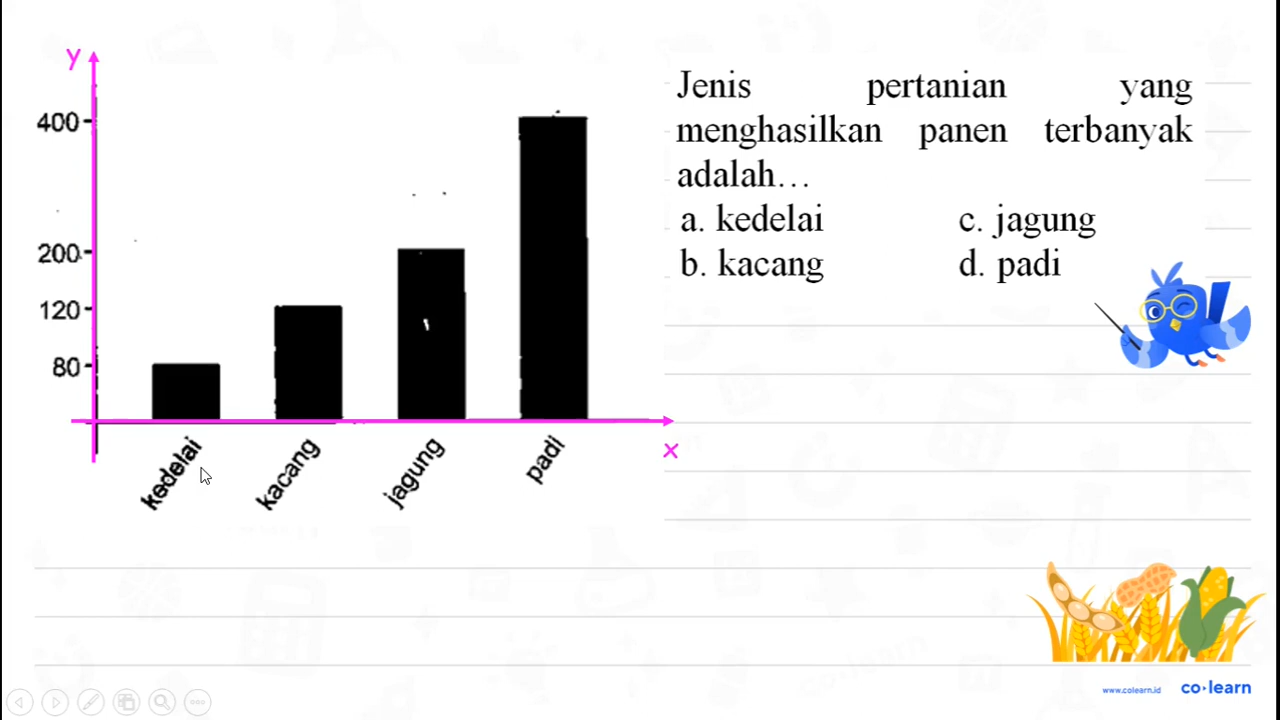 y
400
200
120
80
kedelai
kacang
jagung
padi
x
Jenis pertanian yang
menghasilkan panen terbanyak
adalah...
a. kedelai c. jagung
b. kacang d. padi
www.colearn.id co·learn